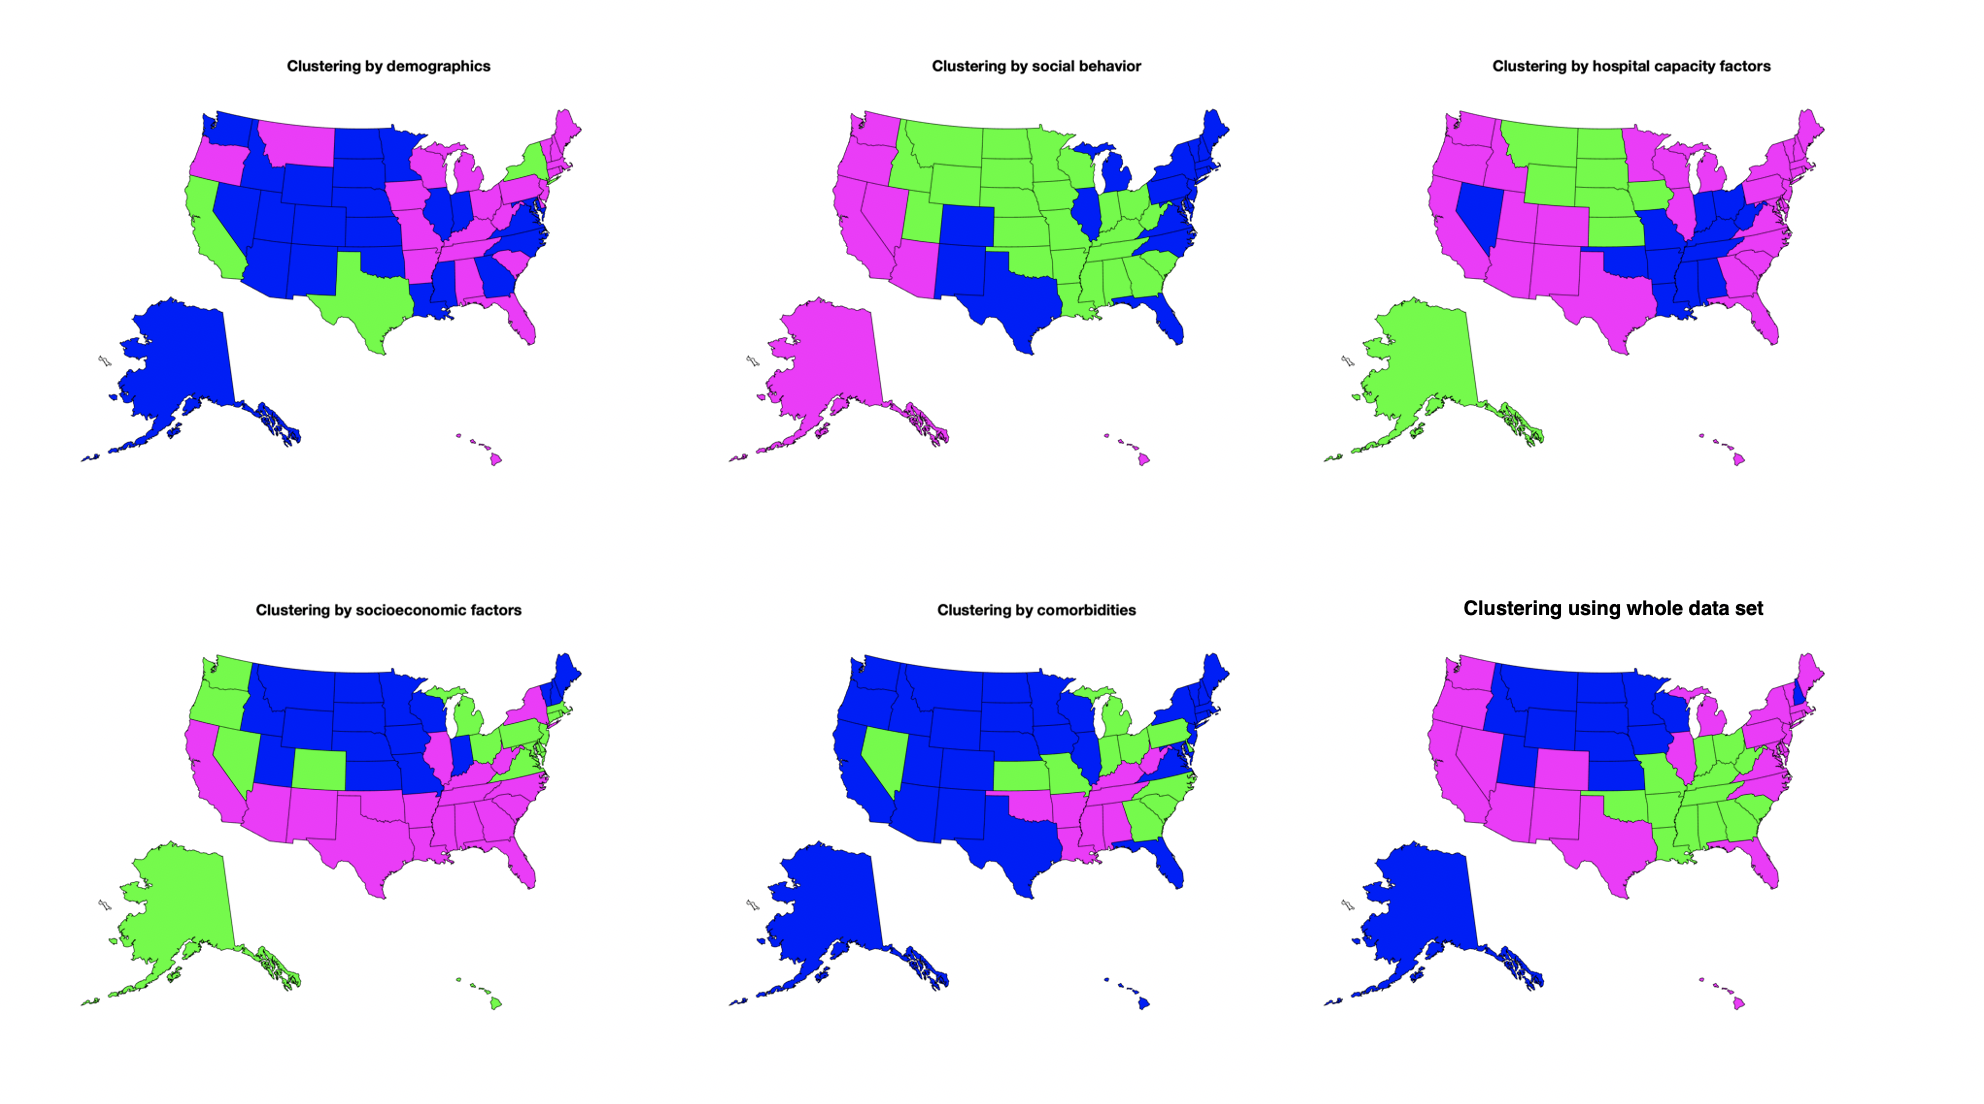 Clustering by demographics
Clustering by social behavior
Clustering by hospital capacity factors
Clustering by socioeconomic factors
Clustering by comorbidities
Clustering using whole data set